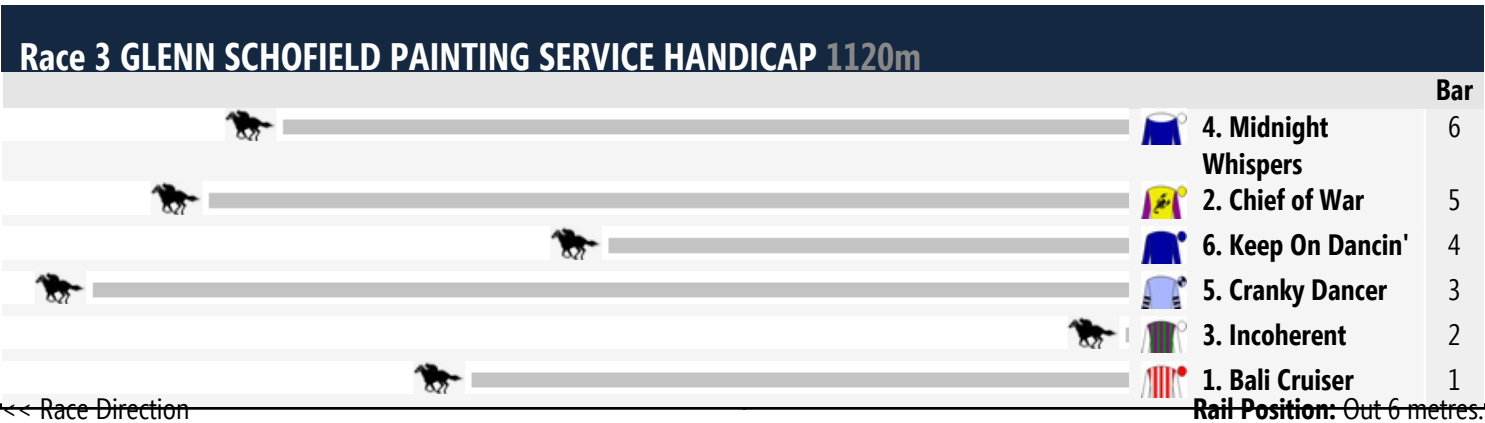 Race 3 GLENN SCHOFIELD PAINTING SERVICE HANDICAP 1120m
Bar
4. Midnight Whispers 6
2. Chief of War 5
6. Keep On Dancin' 4
5. Cranky Dancer 3
3. Incoherent 2
1. Bali Cruiser 1
<< Race Direction
Rail Position: Out 6 metres.